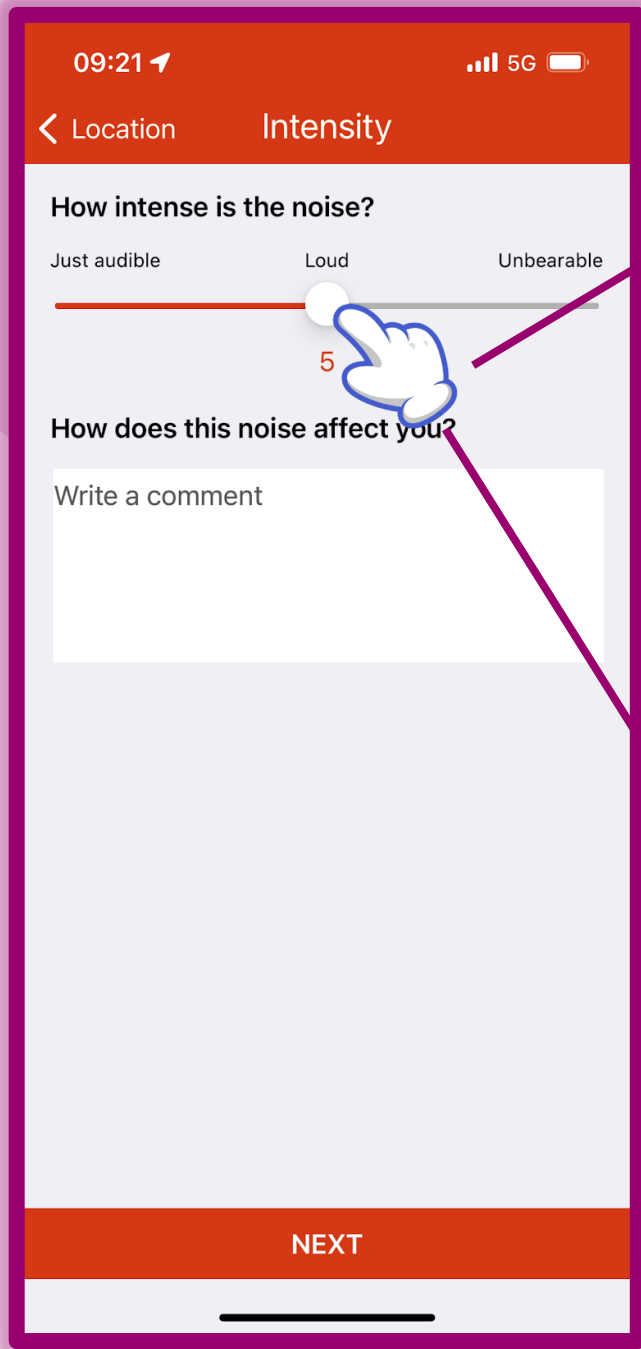 09:21 5G
Location Intensity
How intense is the noise?
Just audible Loud Unbearable
5
How does this noise affect you?
Write a comment
NEXT